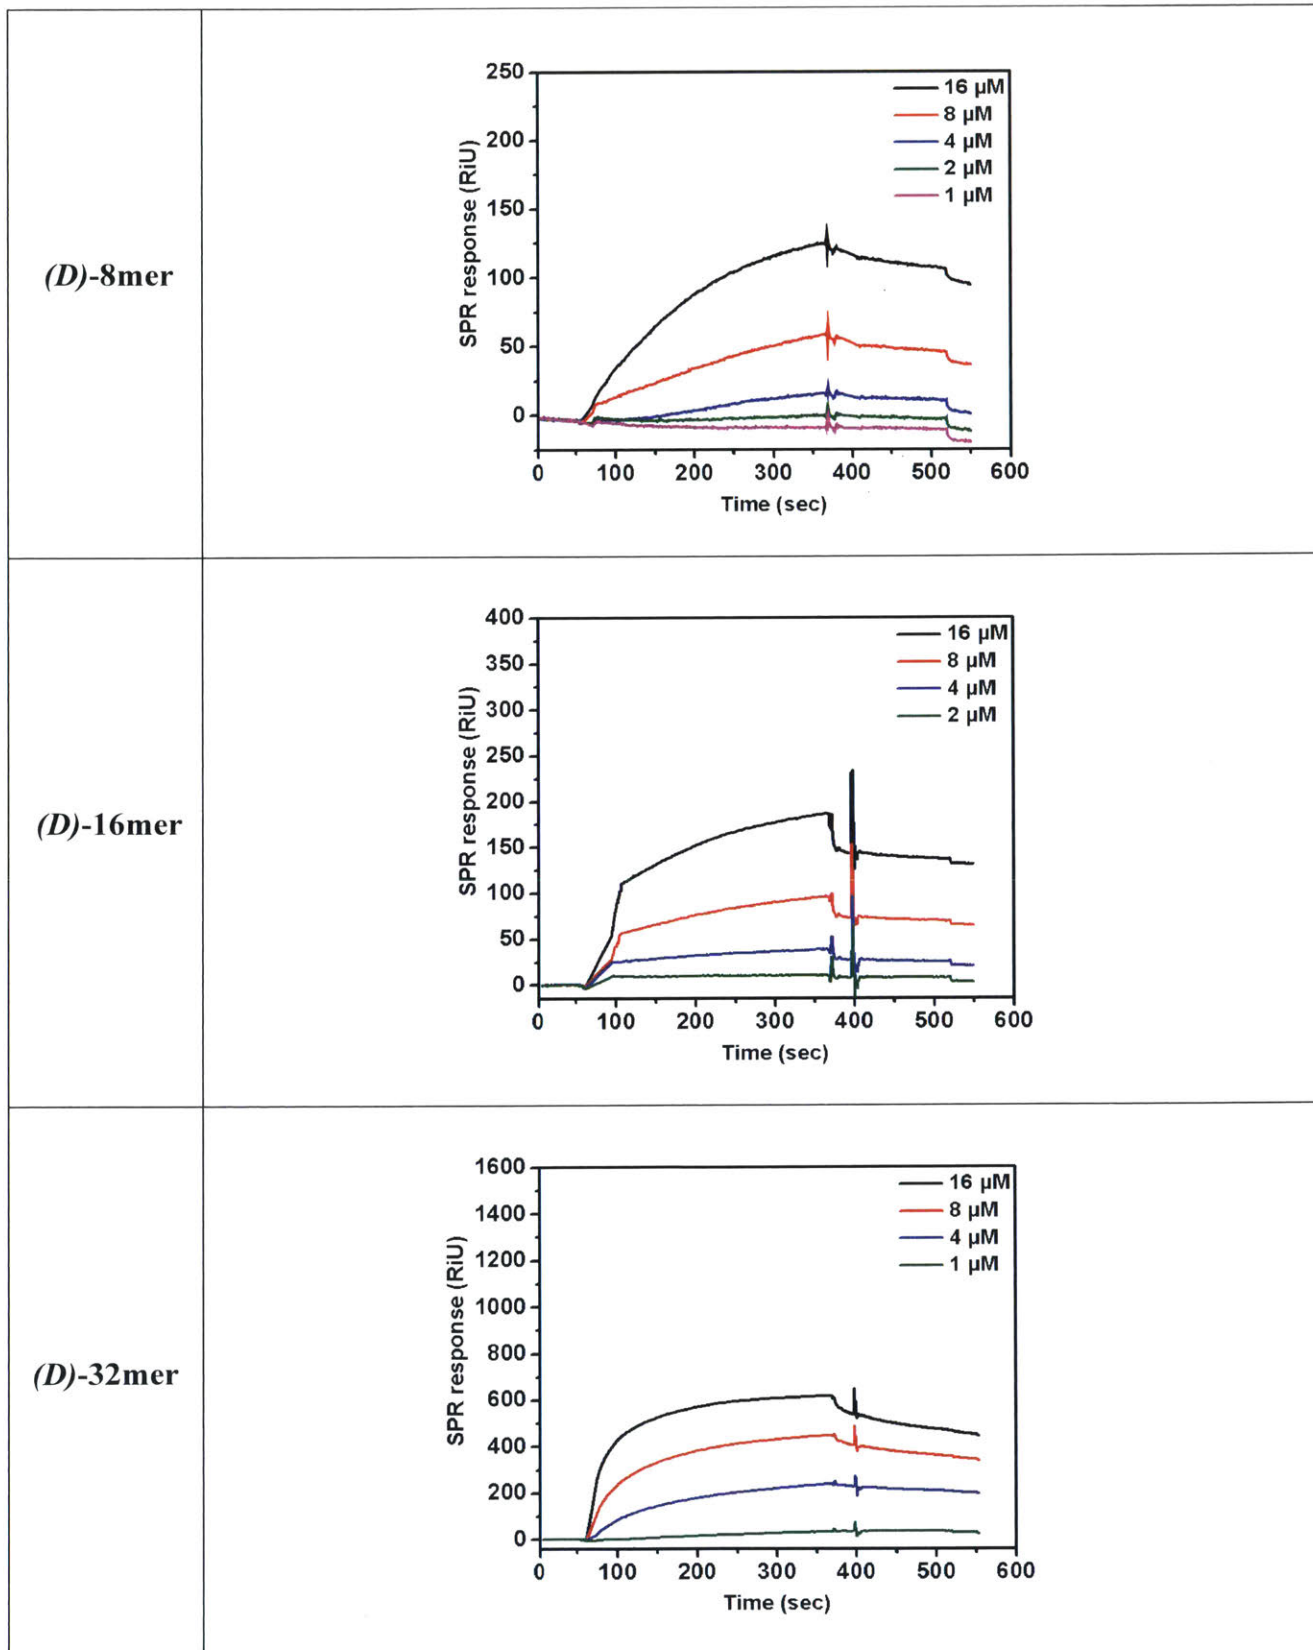 (D)-8mer
250
200
150
100
50
0
SPR response (RiU)
16 µM
8 µM
4 µM
2 µM
1 µM
0 100 200 300 400 500 600
Time (sec)
(D)-16mer
400
350
300
250
200
150
100
50
0
SPR response (RiU)
16 µM
8 µM
4 µM
2 µM
0 100 200 300 400 500 600
Time (sec)
(D)-32mer
1600
1400
1200
1000
800
600
400
200
0
SPR response (RiU)
16 µM
8 µM
4 µM
1 µM
0 100 200 300 400 500 600
Time (sec)